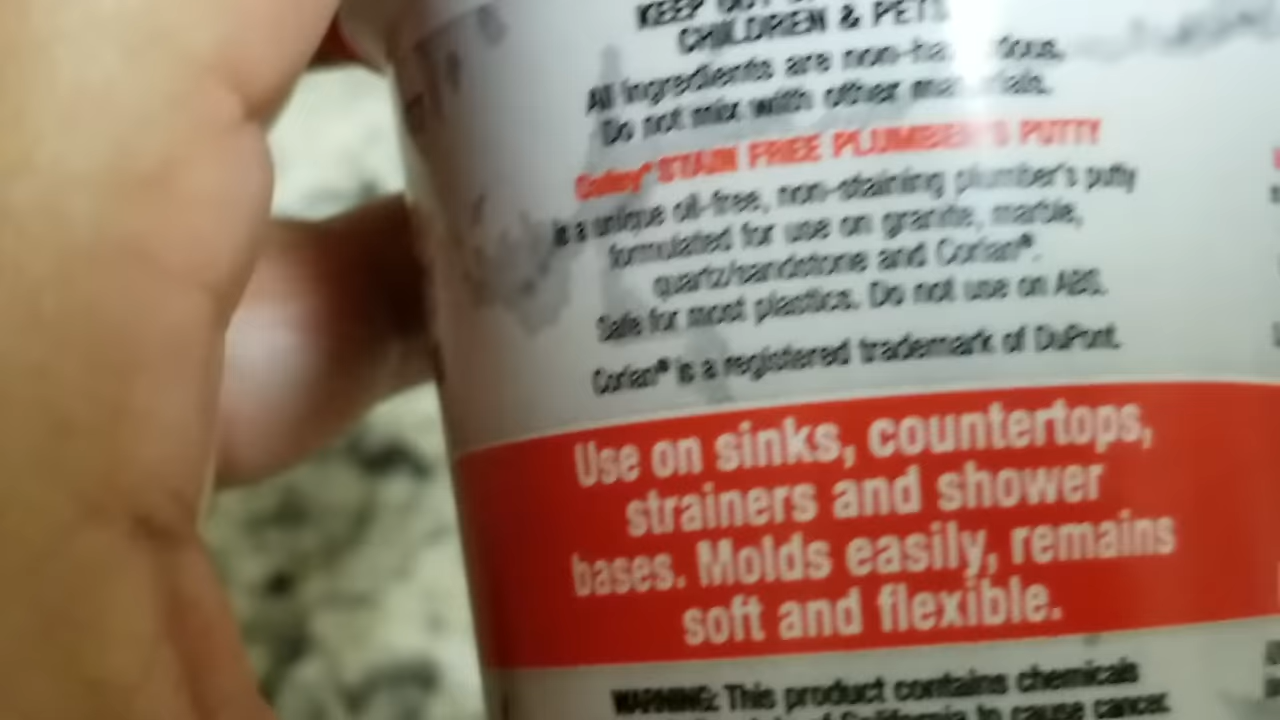 KEEP OUT OF
CHILDREN & PETS
All ingredients are non-hazardous.
Do not mix with other materials.
STAIN FREE PLUMBER'S PUTTY
is a unique oil-free, non-staining plumber's putty
formulated for use on granite, marble,
quartz/sandstone and Corian®.
Safe for most plastics. Do not use on ABS.
Corian® is a registered trademark of DuPont.
Use on sinks, countertops,
strainers and shower
bases. Molds easily, remains
soft and flexible.
WARNING: This product contains chemicals
of California to cause cancer.